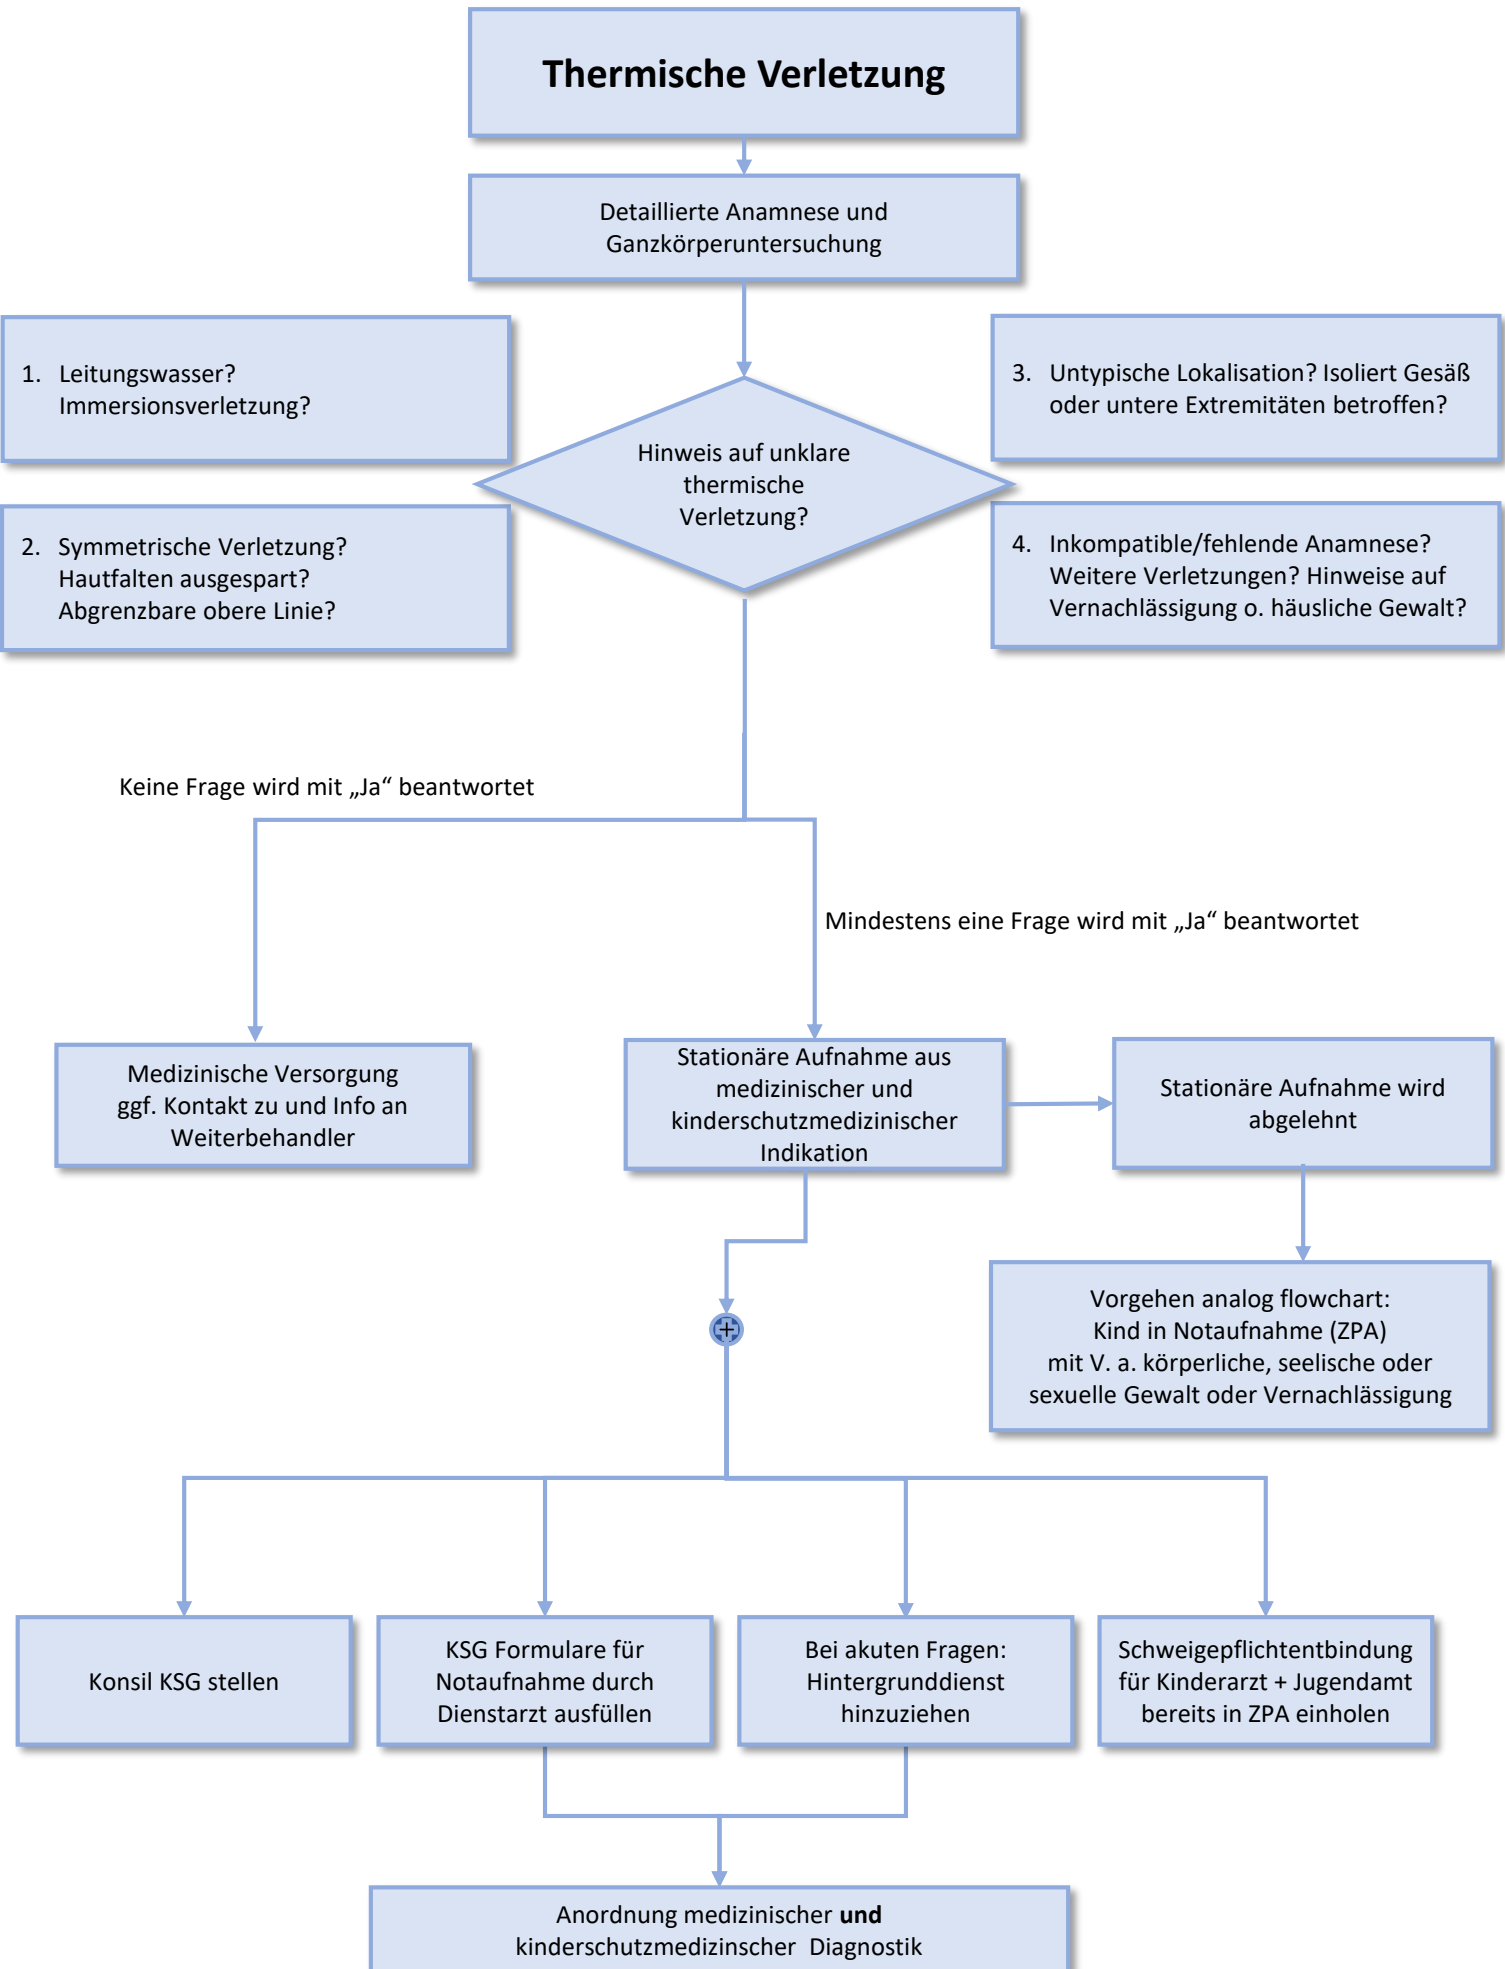 Thermische Verletzung
Detaillierte Anamnese und
Ganzkörperuntersuchung
1. Leitungswasser?
Immersionsverletzung?
2. Symmetrische Verletzung?
Hautfalten ausgespart?
Abgrenzbare obere Linie?
Hinweis auf unklare
thermische
Verletzung?
3. Untypische Lokalisation? Isoliert Gesäß
oder untere Extremitäten betroffen?
4. Inkompatible/fehlende Anamnese?
Weitere Verletzungen? Hinweise auf
Vernachlässigung o. häusliche Gewalt?
Keine Frage wird mit „Ja“ beantwortet
Mindestens eine Frage wird mit „Ja“ beantwortet
Medizinische Versorgung
ggf. Kontakt zu und Info an
Weiterbehandler
Stationäre Aufnahme aus
medizinischer und
kinderschutzmedizinischer
Indikation
Stationäre Aufnahme wird
abgelehnt
Vorgehen analog flowchart:
Kind in Notaufnahme (ZPA)
mit V. a. körperliche, seelische oder
sexuelle Gewalt oder Vernachlässigung
Konsil KSG stellen
KSG Formulare für
Notaufnahme durch
Dienstarzt ausfüllen
Bei akuten Fragen:
Hintergrunddienst
hinzuziehen
Schweigepflichtentbindung
für Kinderarzt + Jugendamt
bereits in ZPA einholen
Anordnung medizinischer und
kinderschutzmedizinscher Diagnostik